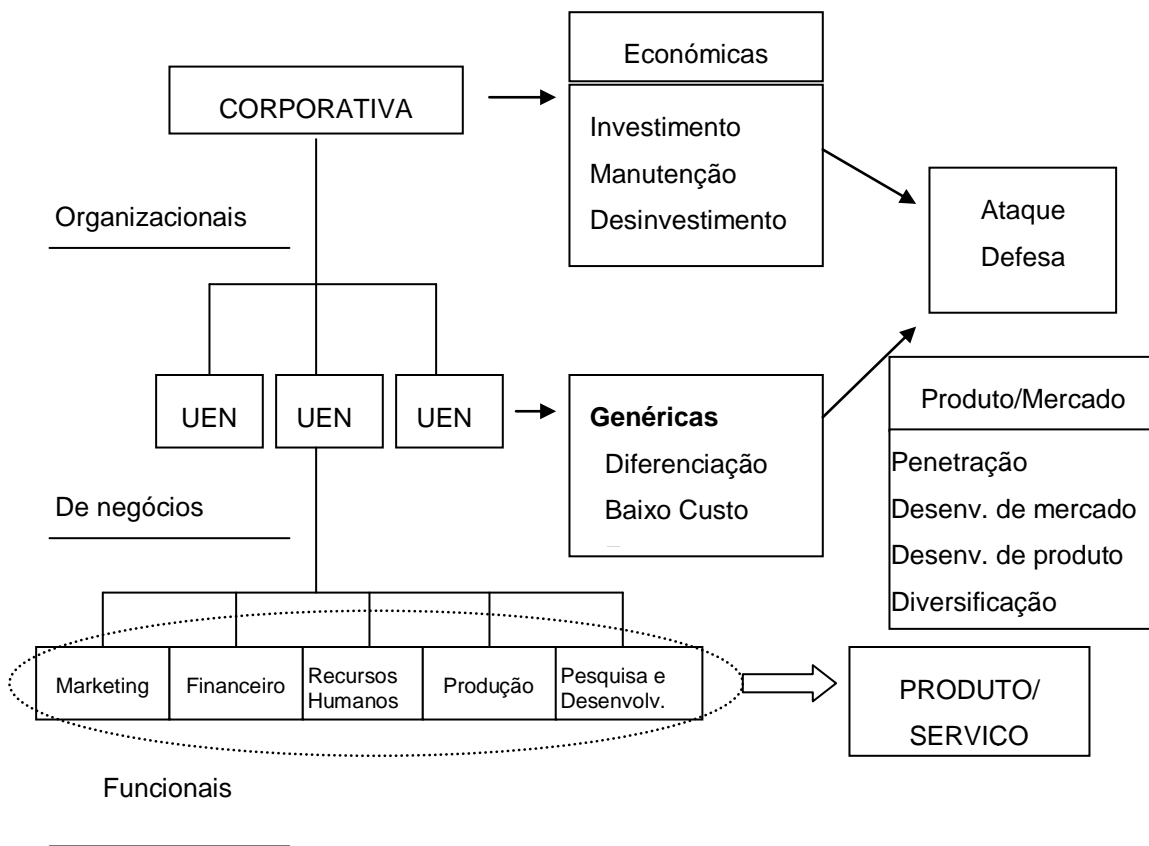 Económicas
CORPORATIVA
Investimento
Manutenção
Desinvestimento
Ataque
Defesa
Organizacionais
UEN
UEN
UEN
Genéricas
Diferenciação
Baixo Custo
Produto/Mercado
Penetração
Desenv. de mercado
Desenv. de produto
Diversificação
De negócios
Marketing
Financeiro
Recursos
Humanos
Produção
Pesquisa e
Desenvolv.
PRODUTO/
SERVICO
Funcionais